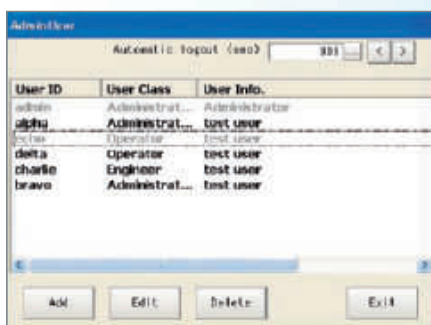 AdminUser
Automatic logout (sec)
User ID User Class User Info.
admin Administrat... Administrator
alpha Administrat... test user
echo Operator test user
delta Operator test user
charlie Engineer test user
bravo Administrat... test user
Add Edit Delete Exit